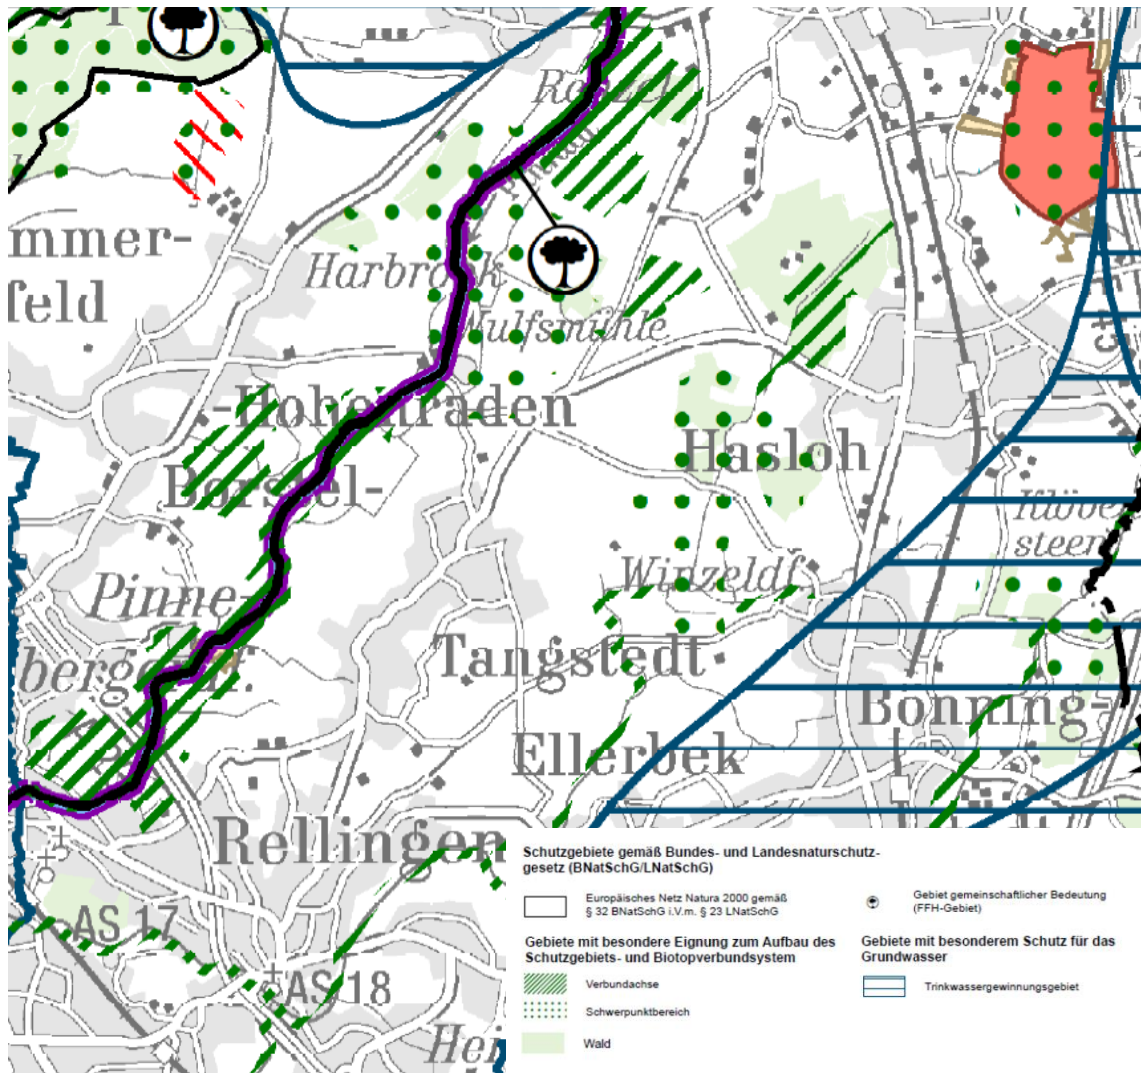 mmer-
feld
Harbrook
Wulfsmühle
-Hohenraden
Borstel-
Hasloh
Winzeldf.
Pinne-
Tangstedt
Bönning-
Ellerbek
Rellingen
AS 17
AS 18
Hei
Schutzgebiete gemäß Bundes- und Landesnaturschutz-
gesetz (BNatSchG/LNatSchG)
Europäisches Netz Natura 2000 gemäß
§ 32 BNatSchG i.V.m. § 23 LNatSchG
Gebiet gemeinschaftlicher Bedeutung
(FFH-Gebiet)
Gebiete mit besondere Eignung zum Aufbau des
Schutzgebiets- und Biotopverbundsystem
Verbundachse
Schwerpunktbereich
Wald
Gebiete mit besonderem Schutz für das
Grundwasser
Trinkwassergewinnungsgebiet